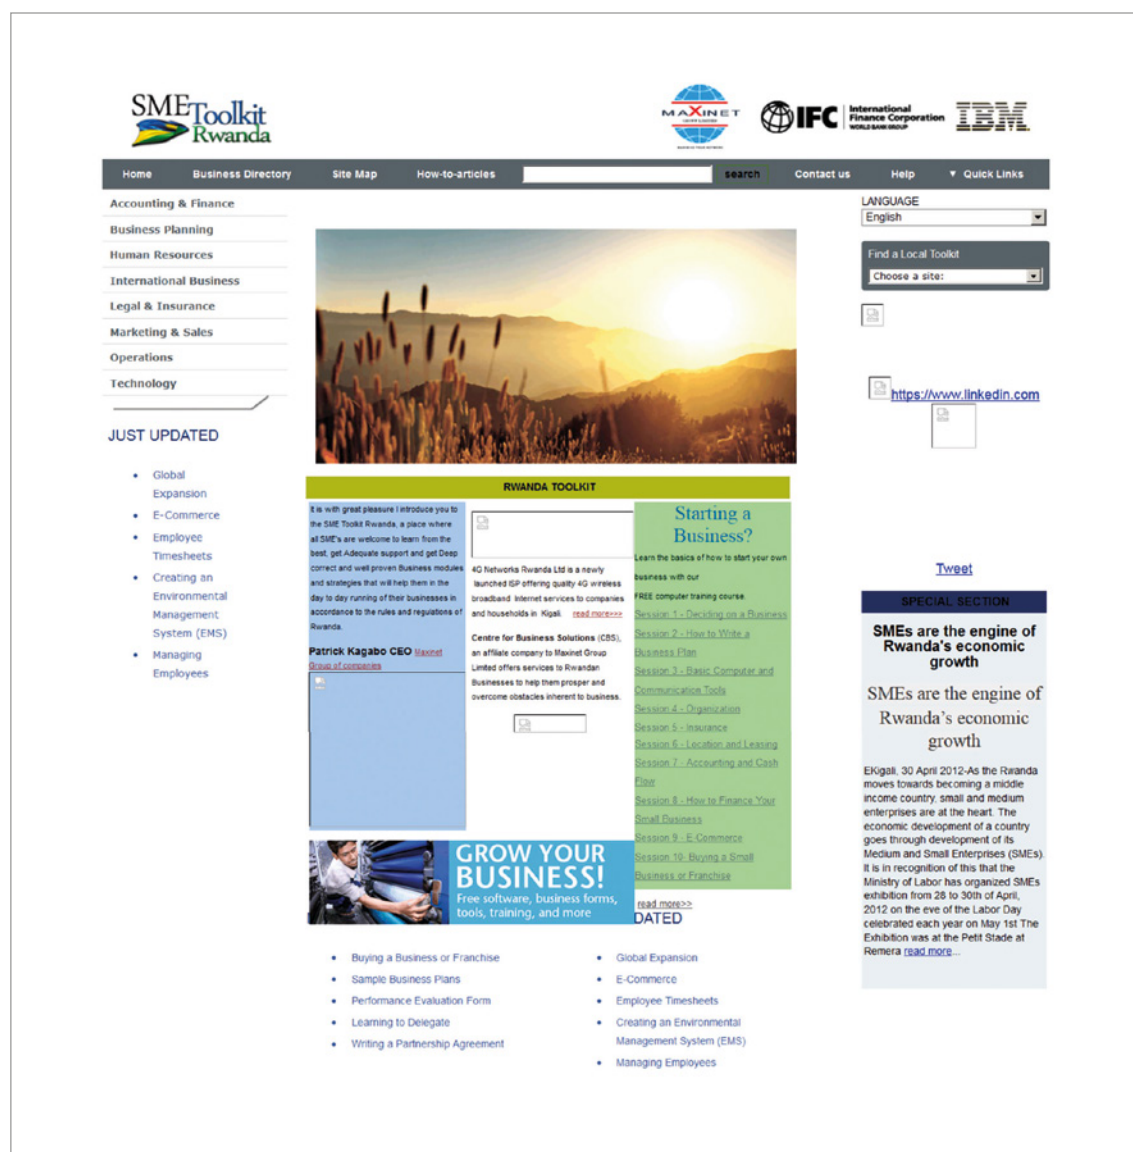 SME Toolkit
Rwanda
MAXINET
IFC International
Finance Corporation
WORLD BANK GROUP
IBM
Home Business Directory Site Map How-to-articles search Contact us Help ▼ Quick Links
Accounting & Finance
Business Planning
Human Resources
International Business
Legal & Insurance
Marketing & Sales
Operations
Technology
JUST UPDATED
• Global
Expansion
• E-Commerce
• Employee
Timesheets
• Creating an
Environmental
Management
System (EMS)
• Managing
Employees
RWANDA TOOLKIT
It is with great pleasure I introduce you to
the SME Toolkit Rwanda, a place where
all SME's are welcome to learn from the
best, get Adequate support and get Deep
correct and well proven Business modules
and strategies that will help them in the
day to day running of their businesses in
accordance to the rules and regulations of
Rwanda.
Patrick Kagabo CEO Maxinet
Group of companies
4G Networks Rwanda Ltd is a newly
launched ISP offering quality 4G wireless
broadband Internet services to companies
and households in Kigali. read more>>>
Centre for Business Solutions (CBS),
an affiliate company to Maxinet Group
Limited offers services to Rwandan
Businesses to help them prosper and
overcome obstacles inherent to business.
Starting a
Business?
Learn the basics of how to start your own
business with our
FREE computer training course.
Session 1 - Deciding on a Business
Session 2 - How to Write a
Business Plan
Session 3 - Basic Computer and
Communication Tools
Session 4 - Organization
Session 5 - Insurance
Session 6 - Location and Leasing
Session 7 - Accounting and Cash
Flow
Session 8 - How to Finance Your
Small Business
Session 9 - E-Commerce
Session 10- Buying a Small
Business or Franchise
read more>>
GROW YOUR
BUSINESS!
Free software, business forms,
tools, training, and more
DATED
• Buying a Business or Franchise
• Sample Business Plans
• Performance Evaluation Form
• Learning to Delegate
• Writing a Partnership Agreement
• Global Expansion
• E-Commerce
• Employee Timesheets
• Creating an Environmental
Management System (EMS)
• Managing Employees
LANGUAGE
English
Find a Local Toolkit
Choose a site:
https://www.linkedin.com
Tweet
SPECIAL SECTION
SMEs are the engine of
Rwanda's economic
growth
SMEs are the engine of
Rwanda's economic
growth
EKigali, 30 April 2012-As the Rwanda
moves towards becoming a middle
income country, small and medium
enterprises are at the heart. The
economic development of a country
goes through development of its
Medium and Small Enterprises (SMEs).
It is in recognition of this that the
Ministry of Labor has organized SMEs
exhibition from 28 to 30th of April,
2012 on the eve of the Labor Day
celebrated each year on May 1st The
Exhibition was at the Petit Stade at
Remera read more...